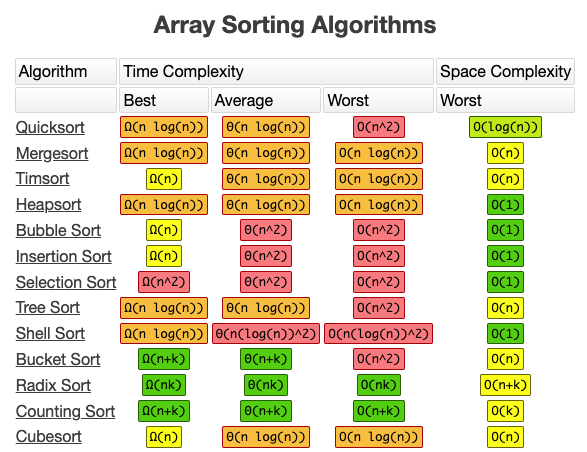 Array Sorting Algorithms
Algorithm Time Complexity Space Complexity
Best Average Worst Worst
Quicksort Ω(n log(n)) θ(n log(n)) O(n^2) O(log(n))
Mergesort Ω(n log(n)) θ(n log(n)) O(n log(n)) O(n)
Timsort Ω(n) θ(n log(n)) O(n log(n)) O(n)
Heapsort Ω(n log(n)) θ(n log(n)) O(n log(n)) O(1)
Bubble Sort Ω(n) θ(n^2) O(n^2) O(1)
Insertion Sort Ω(n) θ(n^2) O(n^2) O(1)
Selection Sort Ω(n^2) θ(n^2) O(n^2) O(1)
Tree Sort Ω(n log(n)) θ(n log(n)) O(n^2) O(n)
Shell Sort Ω(n log(n)) θ(n(log(n))^2) O(n(log(n))^2) O(1)
Bucket Sort Ω(n+k) θ(n+k) O(n^2) O(n)
Radix Sort Ω(nk) θ(nk) O(nk) O(n+k)
Counting Sort Ω(n+k) θ(n+k) O(n+k) O(k)
Cubesort Ω(n) θ(n log(n)) O(n log(n)) O(n)